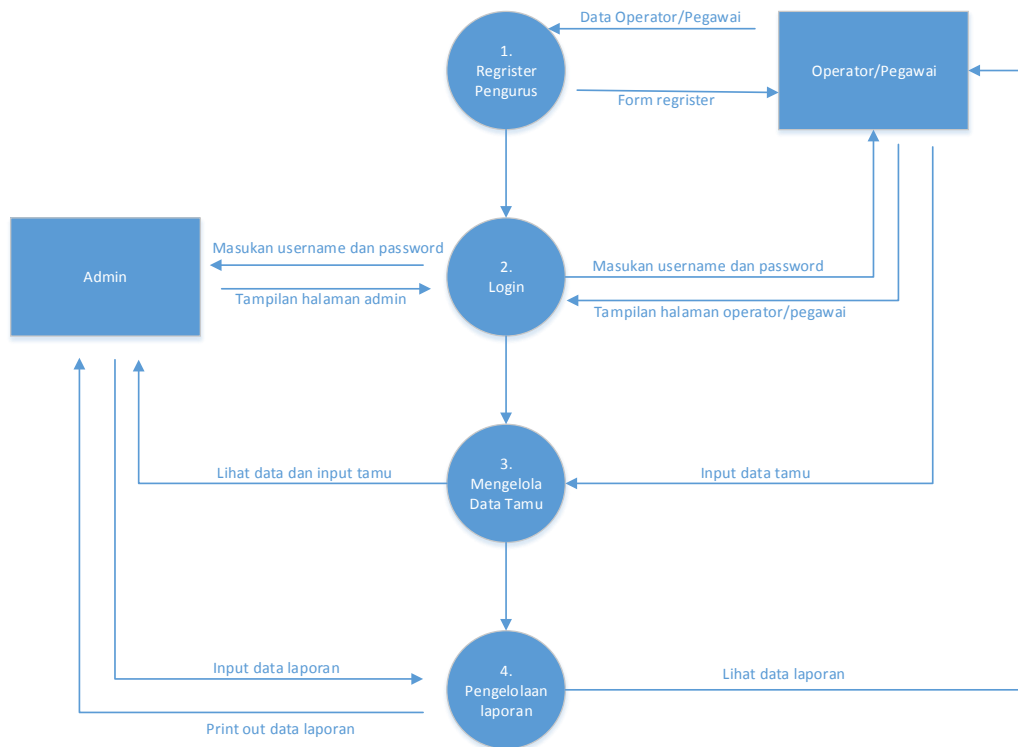 Data Operator/Pegawai
1.
Regrister
Pengurus
Operator/Pegawai
Form regrister
Masukan username dan password
Admin
2.
Login
Masukan username dan password
Tampilan halaman admin
Tampilan halaman operator/pegawai
3.
Mengelola
Data Tamu
Lihat data dan input tamu
Input data tamu
Input data laporan
4.
Pengelolaan
laporan
Lihat data laporan
Print out data laporan